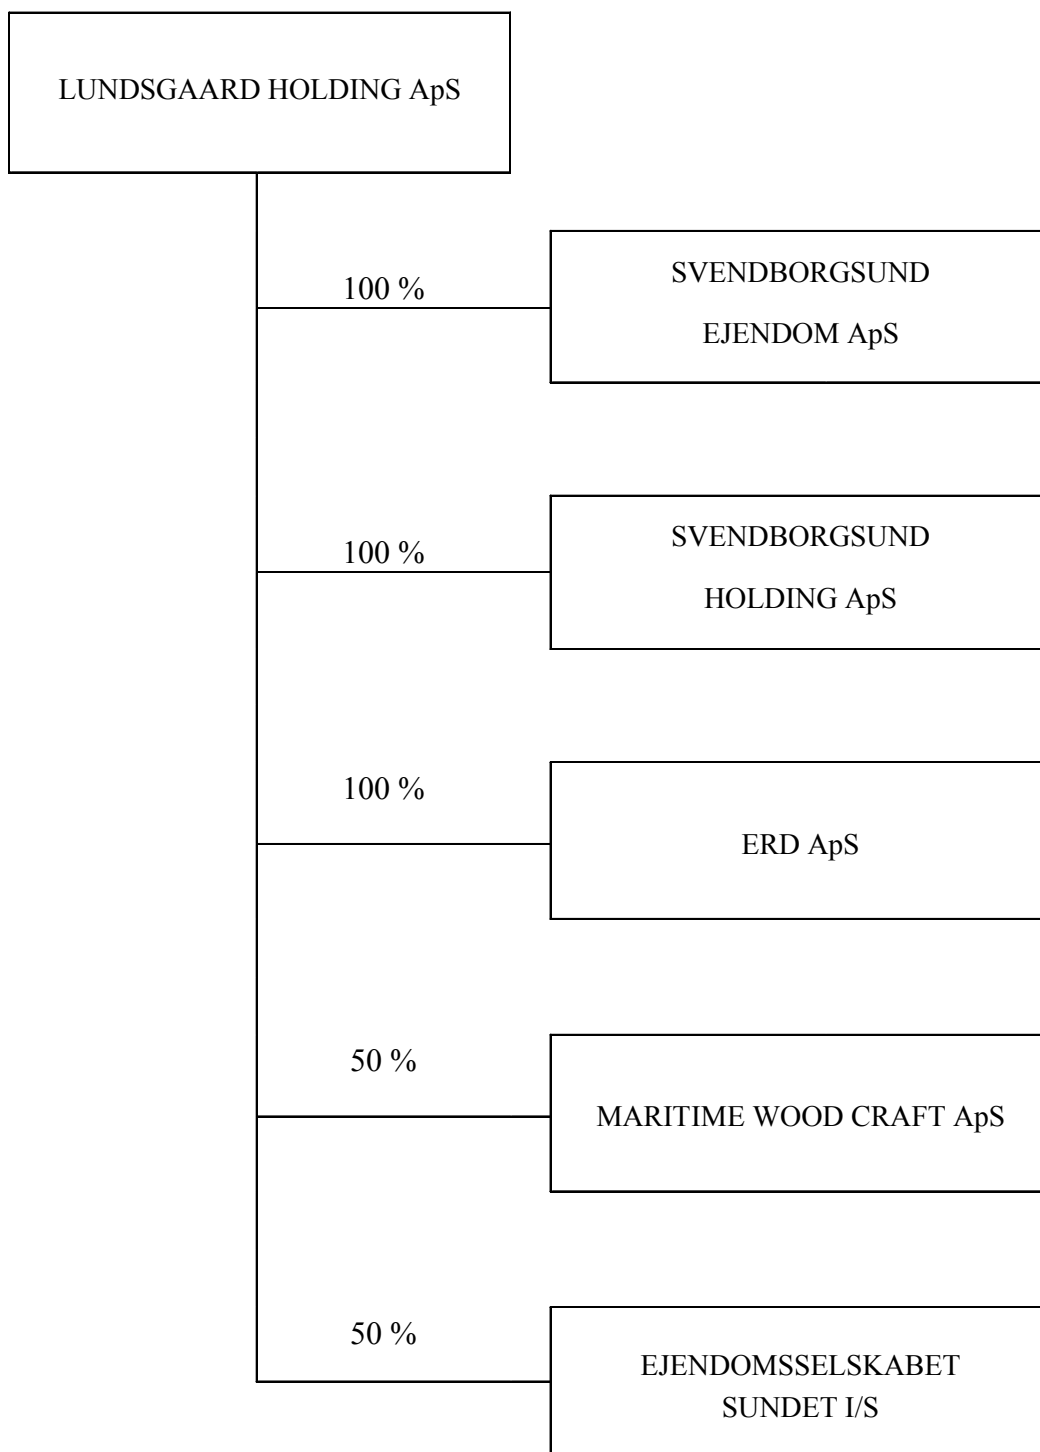 LUNDSGAARD HOLDING ApS
100 %
SVENDBORGSUND
EJENDOM ApS
100 %
SVENDBORGSUND
HOLDING ApS
100 %
ERD ApS
50 %
MARITIME WOOD CRAFT ApS
50 %
EJENDOMSSELSKABET
SUNDET I/S